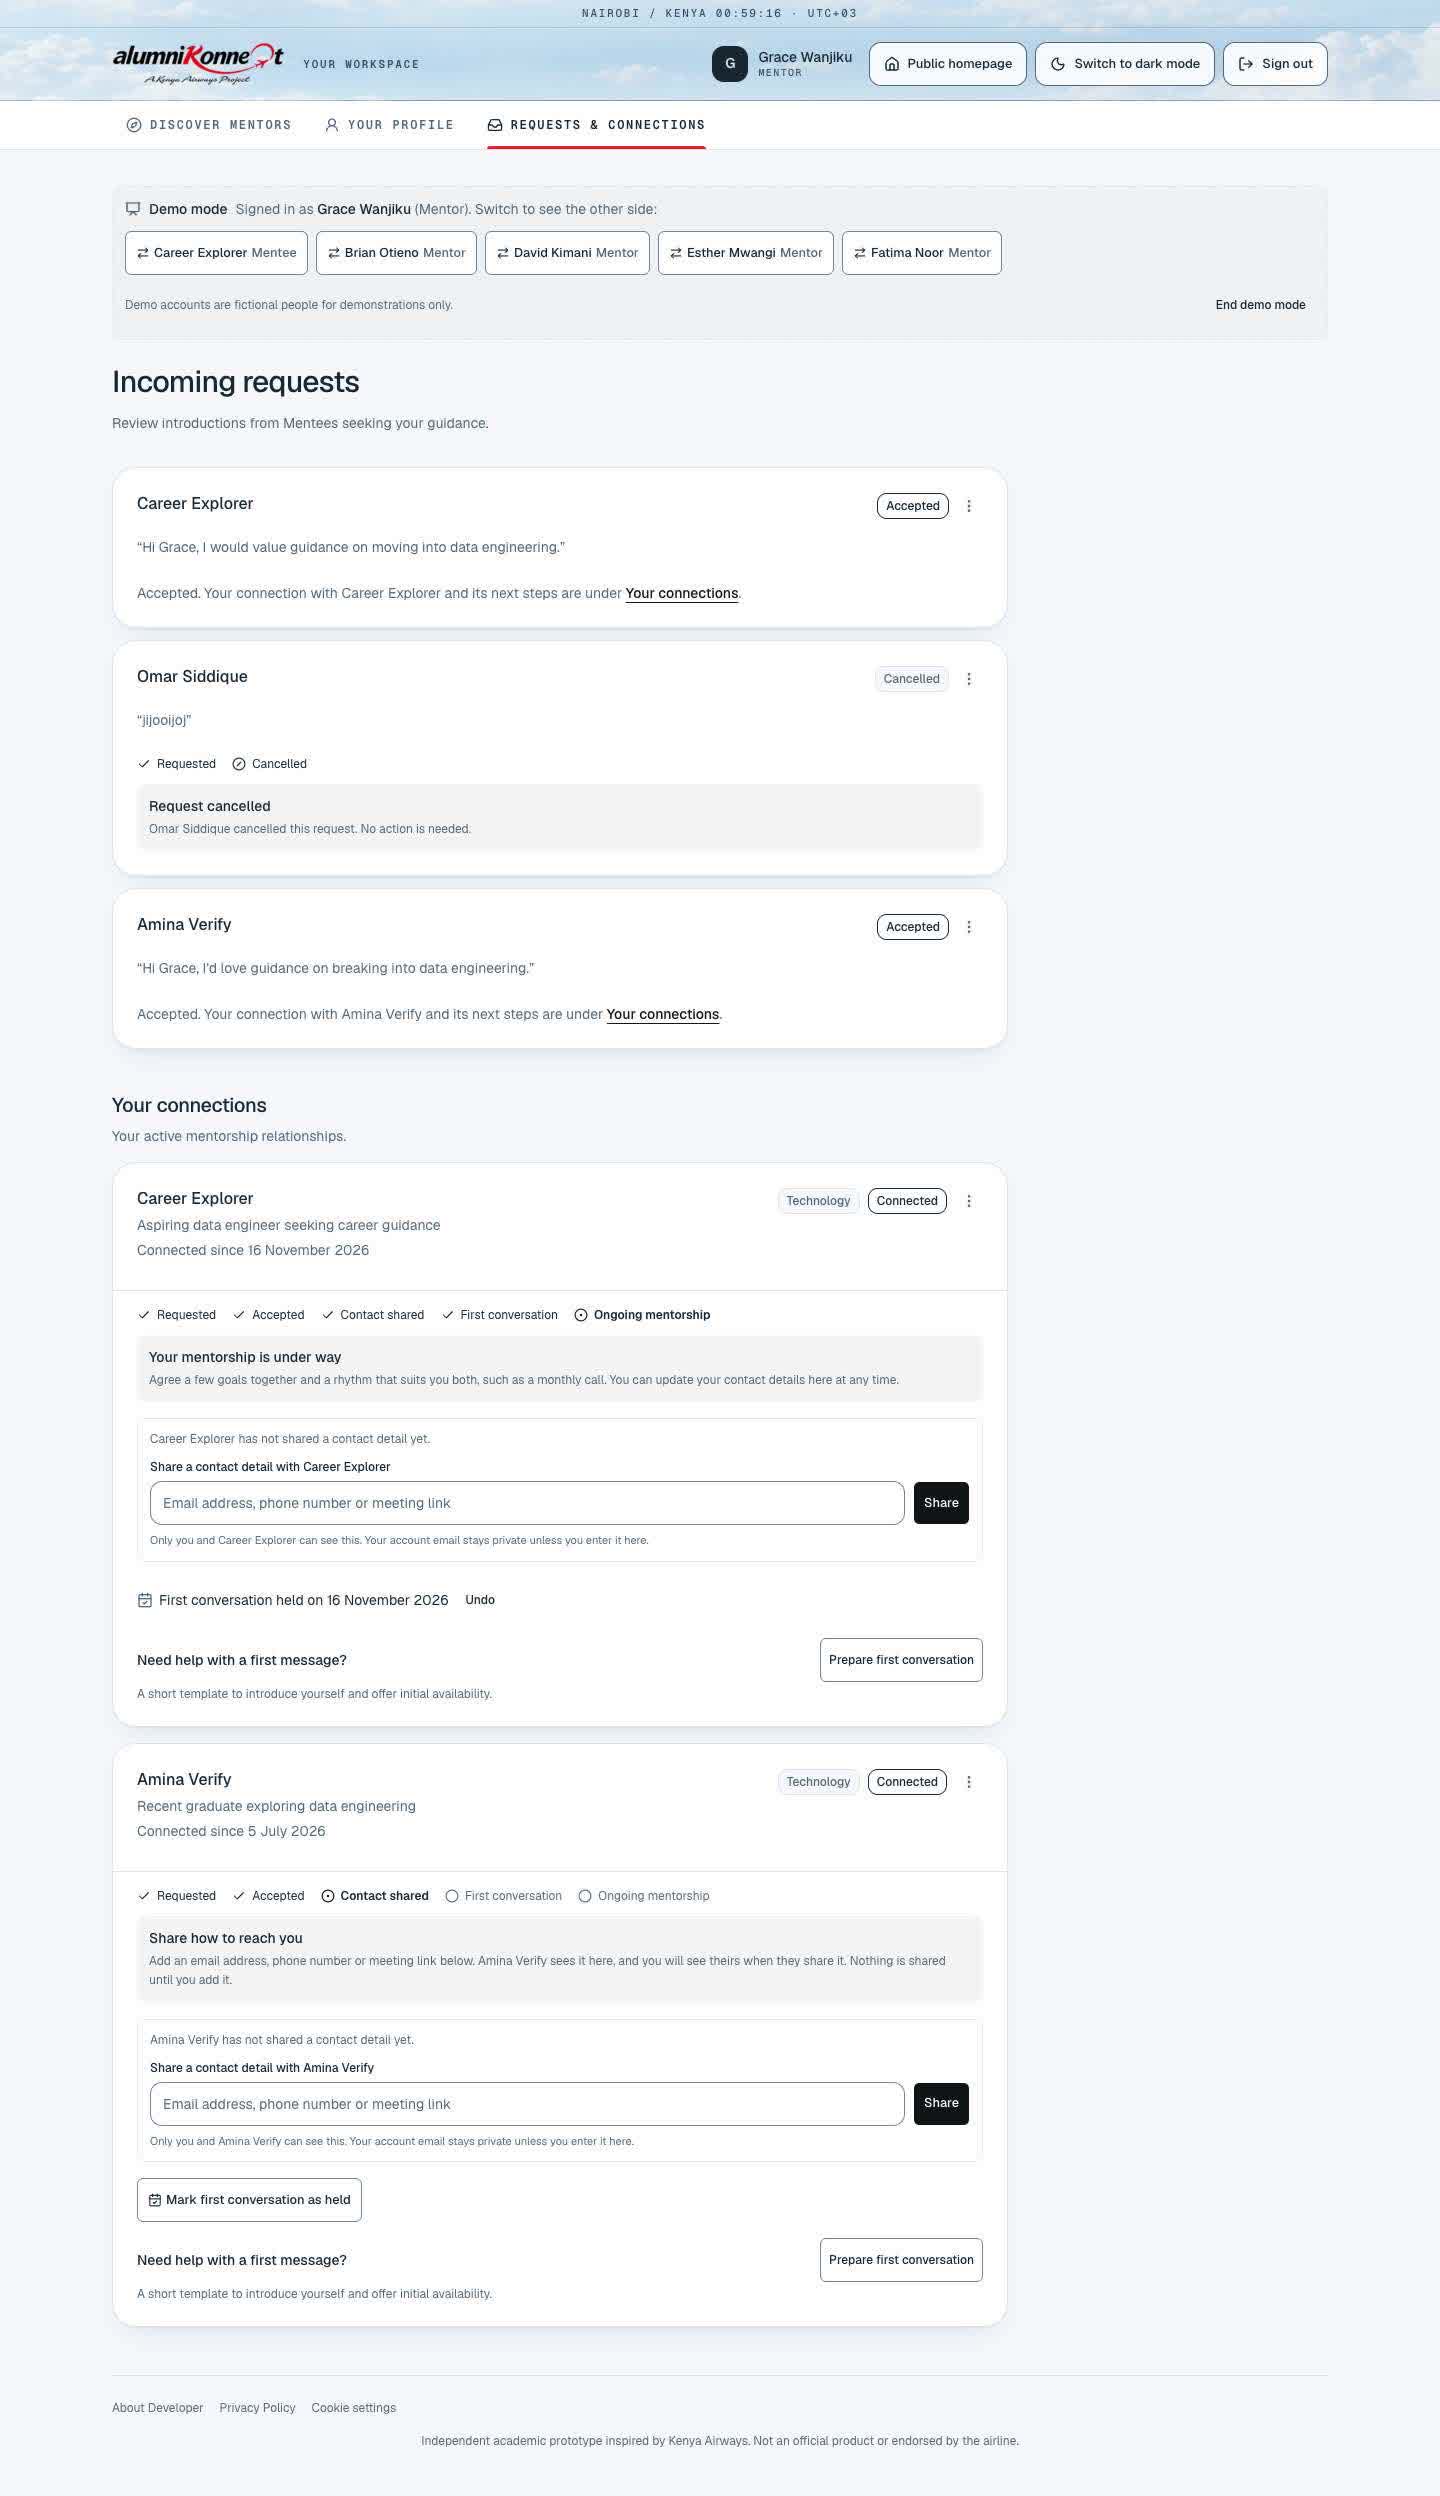 NAIROBI / KENYA 00:59:16 · UTC+03
alumniKonnect
A Kenya Airways Project
YOUR WORKSPACE
G
Grace Wanjiku
MENTOR
Public homepage
Switch to dark mode
Sign out
DISCOVER MENTORS
YOUR PROFILE
REQUESTS & CONNECTIONS
Demo mode Signed in as Grace Wanjiku (Mentor). Switch to see the other side:
Career Explorer Mentee
Brian Otieno Mentor
David Kimani Mentor
Esther Mwangi Mentor
Fatima Noor Mentor
Demo accounts are fictional people for demonstrations only.
End demo mode
Incoming requests
Review introductions from Mentees seeking your guidance.
Career Explorer
Accepted
“Hi Grace, I would value guidance on moving into data engineering.”
Accepted. Your connection with Career Explorer and its next steps are under Your connections.
Omar Siddique
Cancelled
“jijooijoj”
Requested
Cancelled
Request cancelled
Omar Siddique cancelled this request. No action is needed.
Amina Verify
Accepted
“Hi Grace, I'd love guidance on breaking into data engineering.”
Accepted. Your connection with Amina Verify and its next steps are under Your connections.
Your connections
Your active mentorship relationships.
Career Explorer
Technology
Connected
Aspiring data engineer seeking career guidance
Connected since 16 November 2026
Requested
Accepted
Contact shared
First conversation
Ongoing mentorship
Your mentorship is under way
Agree a few goals together and a rhythm that suits you both, such as a monthly call. You can update your contact details here at any time.
Career Explorer has not shared a contact detail yet.
Share a contact detail with Career Explorer
Email address, phone number or meeting link
Share
Only you and Career Explorer can see this. Your account email stays private unless you enter it here.
First conversation held on 16 November 2026
Undo
Need help with a first message?
Prepare first conversation
A short template to introduce yourself and offer initial availability.
Amina Verify
Technology
Connected
Recent graduate exploring data engineering
Connected since 5 July 2026
Requested
Accepted
Contact shared
First conversation
Ongoing mentorship
Share how to reach you
Add an email address, phone number or meeting link below. Amina Verify sees it here, and you will see theirs when they share it. Nothing is shared
until you add it.
Amina Verify has not shared a contact detail yet.
Share a contact detail with Amina Verify
Email address, phone number or meeting link
Share
Only you and Amina Verify can see this. Your account email stays private unless you enter it here.
Mark first conversation as held
Need help with a first message?
Prepare first conversation
A short template to introduce yourself and offer initial availability.
About Developer
Privacy Policy
Cookie settings
Independent academic prototype inspired by Kenya Airways. Not an official product or endorsed by the airline.